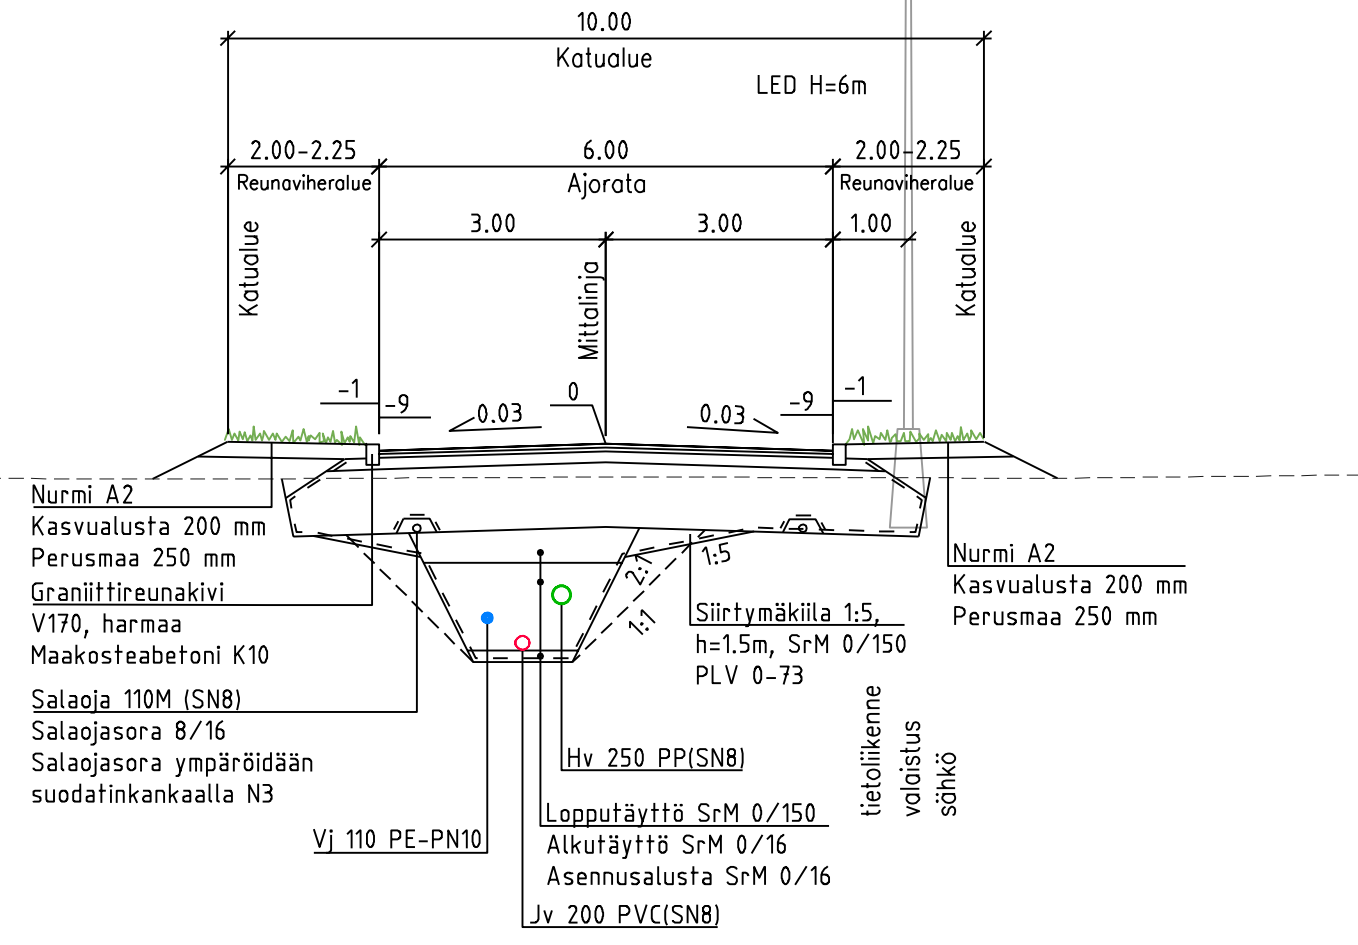 10.00
Katualue
LED H=6m
2.00-2.25
6.00
2.00-2.25
Reunaviheralue
Ajorata
Reunaviheralue
3.00
3.00
1.00
Katualue
Mittalinja
Katualue
-1
-9
0.03
0
0.03
-9
-1
Nurmi A2
Kasvualusta 200 mm
Perusmaa 250 mm
Graniittireunakivi
V170, harmaa
Maakosteabetoni K10
Salaoja 110M (SN8)
Salaojasora 8/16
Salaojasora ympäröidään
suodatinkankaalla N3
2:1
1:1
1:5
Nurmi A2
Kasvualusta 200 mm
Perusmaa 250 mm
Siirtymäkiila 1:5,
h=1.5m, SrM 0/150
PLV 0-73
tietoliikenne
valaistus
sähkö
Hv 250 PP(SN8)
Lopputäyttö SrM 0/150
Alkutäyttö SrM 0/16
Asennusalusta SrM 0/16
Vj 110 PE-PN10
Jv 200 PVC(SN8)